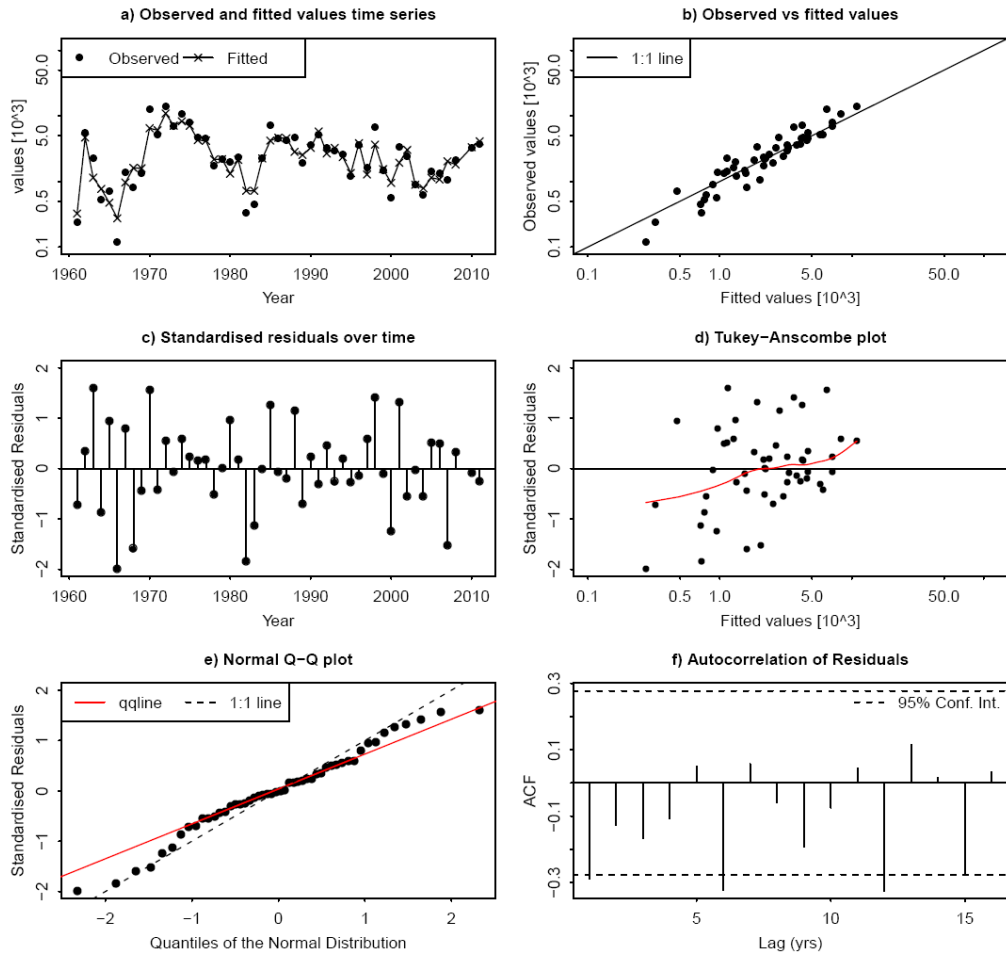 a) Observed and fitted values time series
values [10^3]
50.0
5.0
0.5
0.1
Observed
Fitted
1960
1970
1980
1990
2000
2010
Year
b) Observed vs fitted values
Observed values [10^3]
50.0
5.0
0.5
0.1
1:1 line
0.1
0.5
1.0
5.0
50.0
Fitted values [10^3]
c) Standardised residuals over time
Standardised Residuals
2
1
0
−1
−2
1960
1970
1980
1990
2000
2010
Year
d) Tukey−Anscombe plot
Standardised Residuals
2
1
0
−1
−2
0.1
0.5
1.0
5.0
50.0
Fitted values [10^3]
e) Normal Q−Q plot
Standardised Residuals
2
1
0
−1
−2
qqline
1:1 line
−2
−1
0
1
2
Quantiles of the Normal Distribution
f) Autocorrelation of Residuals
ACF
0.3
0.1
−0.1
−0.3
95% Conf. Int.
5
10
15
Lag (yrs)